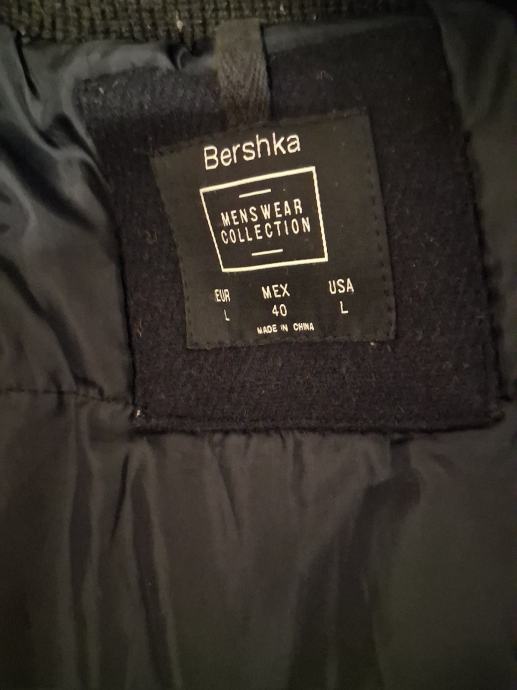 Bershka
MENSWEAR
COLLECTION
EUR MEX USA
L 40 L
MADE IN CHINA